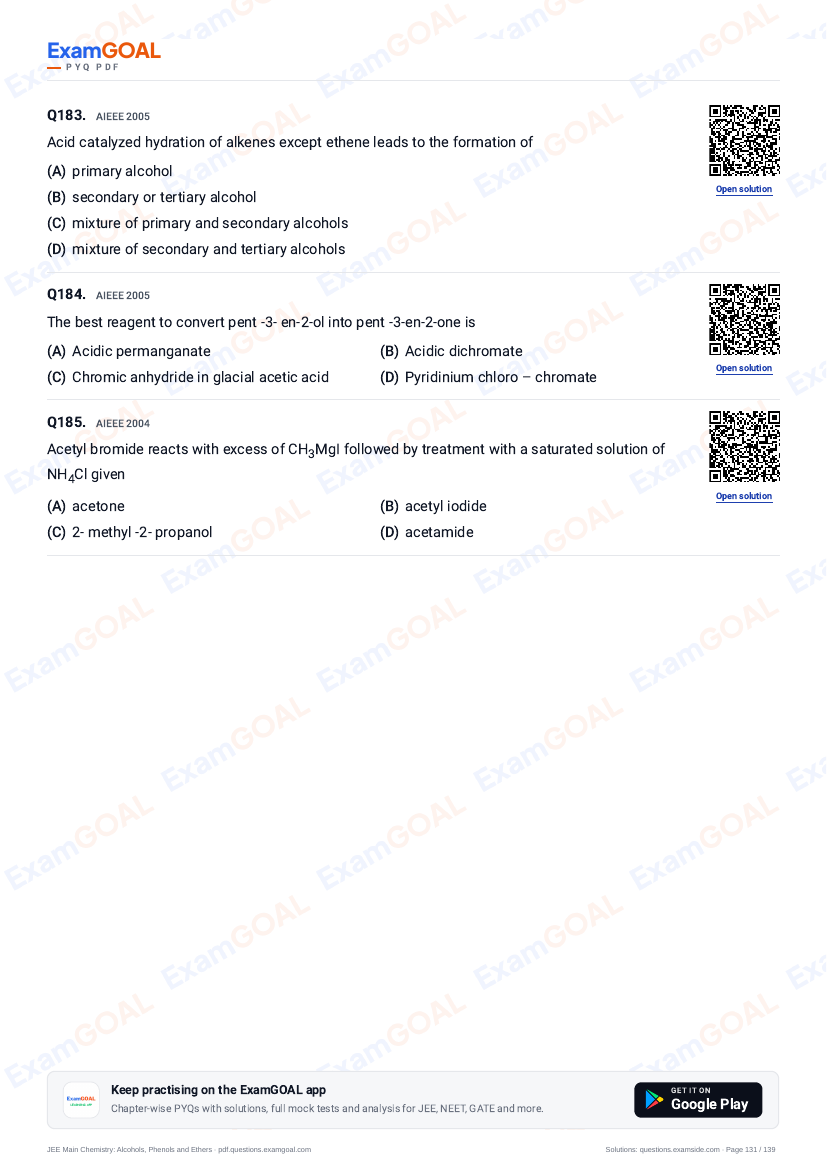 ExamGOAL
PYQ PDF
Q183. AIEEE 2005
Acid catalyzed hydration of alkenes except ethene leads to the formation of
(A) primary alcohol
(B) secondary or tertiary alcohol
(C) mixture of primary and secondary alcohols
(D) mixture of secondary and tertiary alcohols
Open solution
Q184. AIEEE 2005
The best reagent to convert pent -3- en-2-ol into pent -3-en-2-one is
(A) Acidic permanganate (B) Acidic dichromate
(C) Chromic anhydride in glacial acetic acid (D) Pyridinium chloro – chromate
Open solution
Q185. AIEEE 2004
Acetyl bromide reacts with excess of CH3MgI followed by treatment with a saturated solution of
NH4Cl given
(A) acetone (B) acetyl iodide
(C) 2- methyl -2- propanol (D) acetamide
Open solution
ExamGOAL
Keep practising on the ExamGOAL app
Chapter-wise PYQs with solutions, full mock tests and analysis for JEE, NEET, GATE and more.
GET IT ON
Google Play
JEE Main Chemistry: Alcohols, Phenols and Ethers · pdf.questions.examgoal.com
Solutions: questions.examside.com · Page 131 / 139